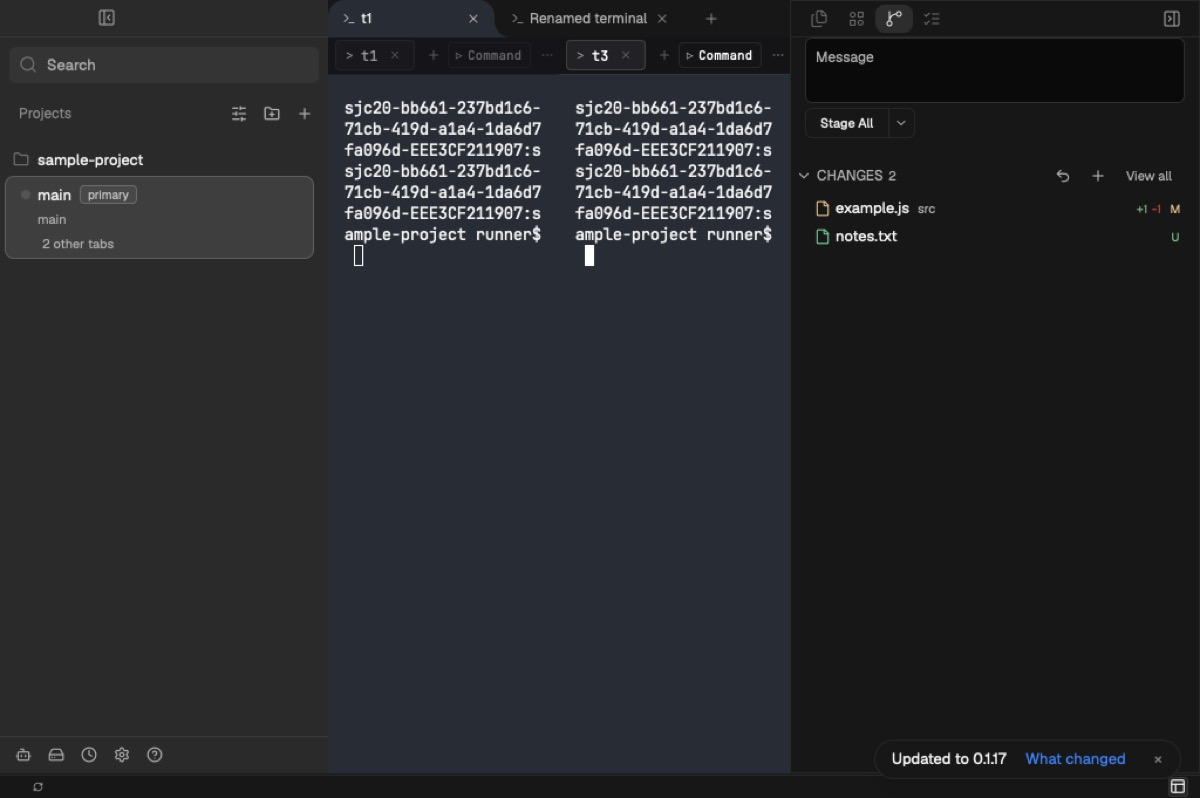 Search
Projects
sample-project
main primary
main
2 other tabs
>_ t1
>_ Renamed terminal
> t1
Command
> t3
Command
sjc20-bb661-237bd1c6-
71cb-419d-a1a4-1da6d7
fa096d-EEE3CF211907:s
sjc20-bb661-237bd1c6-
71cb-419d-a1a4-1da6d7
fa096d-EEE3CF211907:s
ample-project runner$
sjc20-bb661-237bd1c6-
71cb-419d-a1a4-1da6d7
fa096d-EEE3CF211907:s
sjc20-bb661-237bd1c6-
71cb-419d-a1a4-1da6d7
fa096d-EEE3CF211907:s
ample-project runner$
Message
Stage All
CHANGES 2 View all
example.js src +1 -1 M
notes.txt U
Updated to 0.1.17 What changed